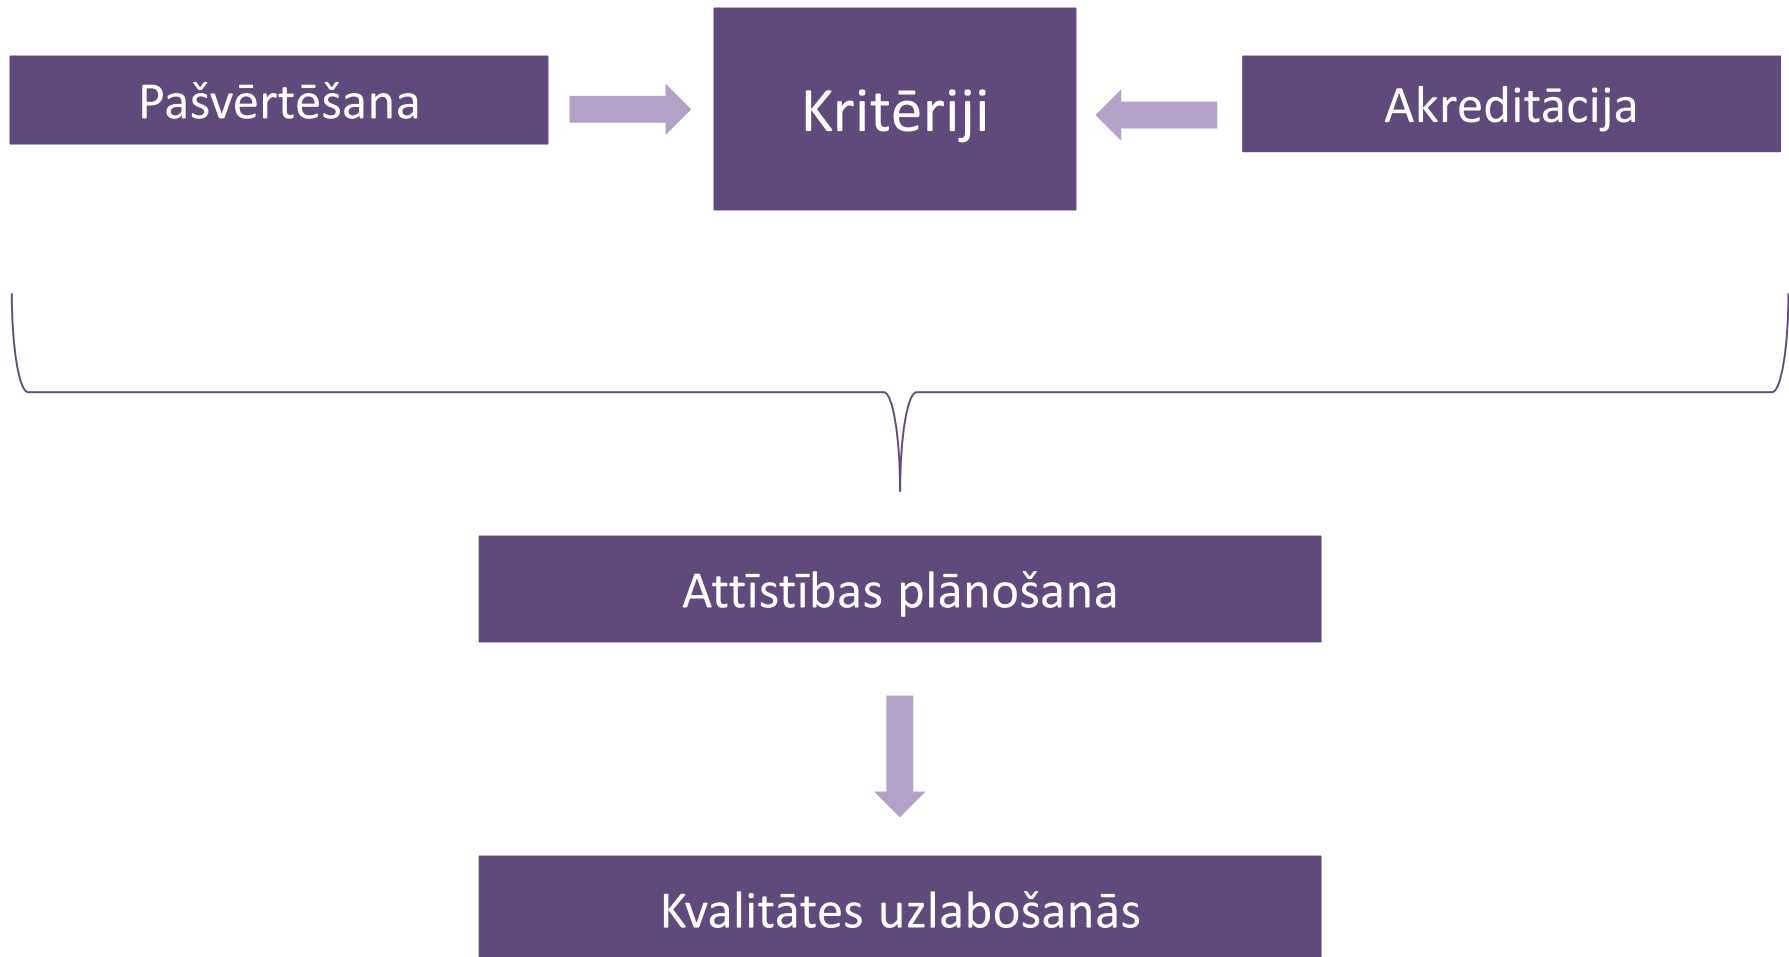 Pašvērtēšana
Kritēriji
Akreditācija
Attīstības plānošana
Kvalitātes uzlabošanās